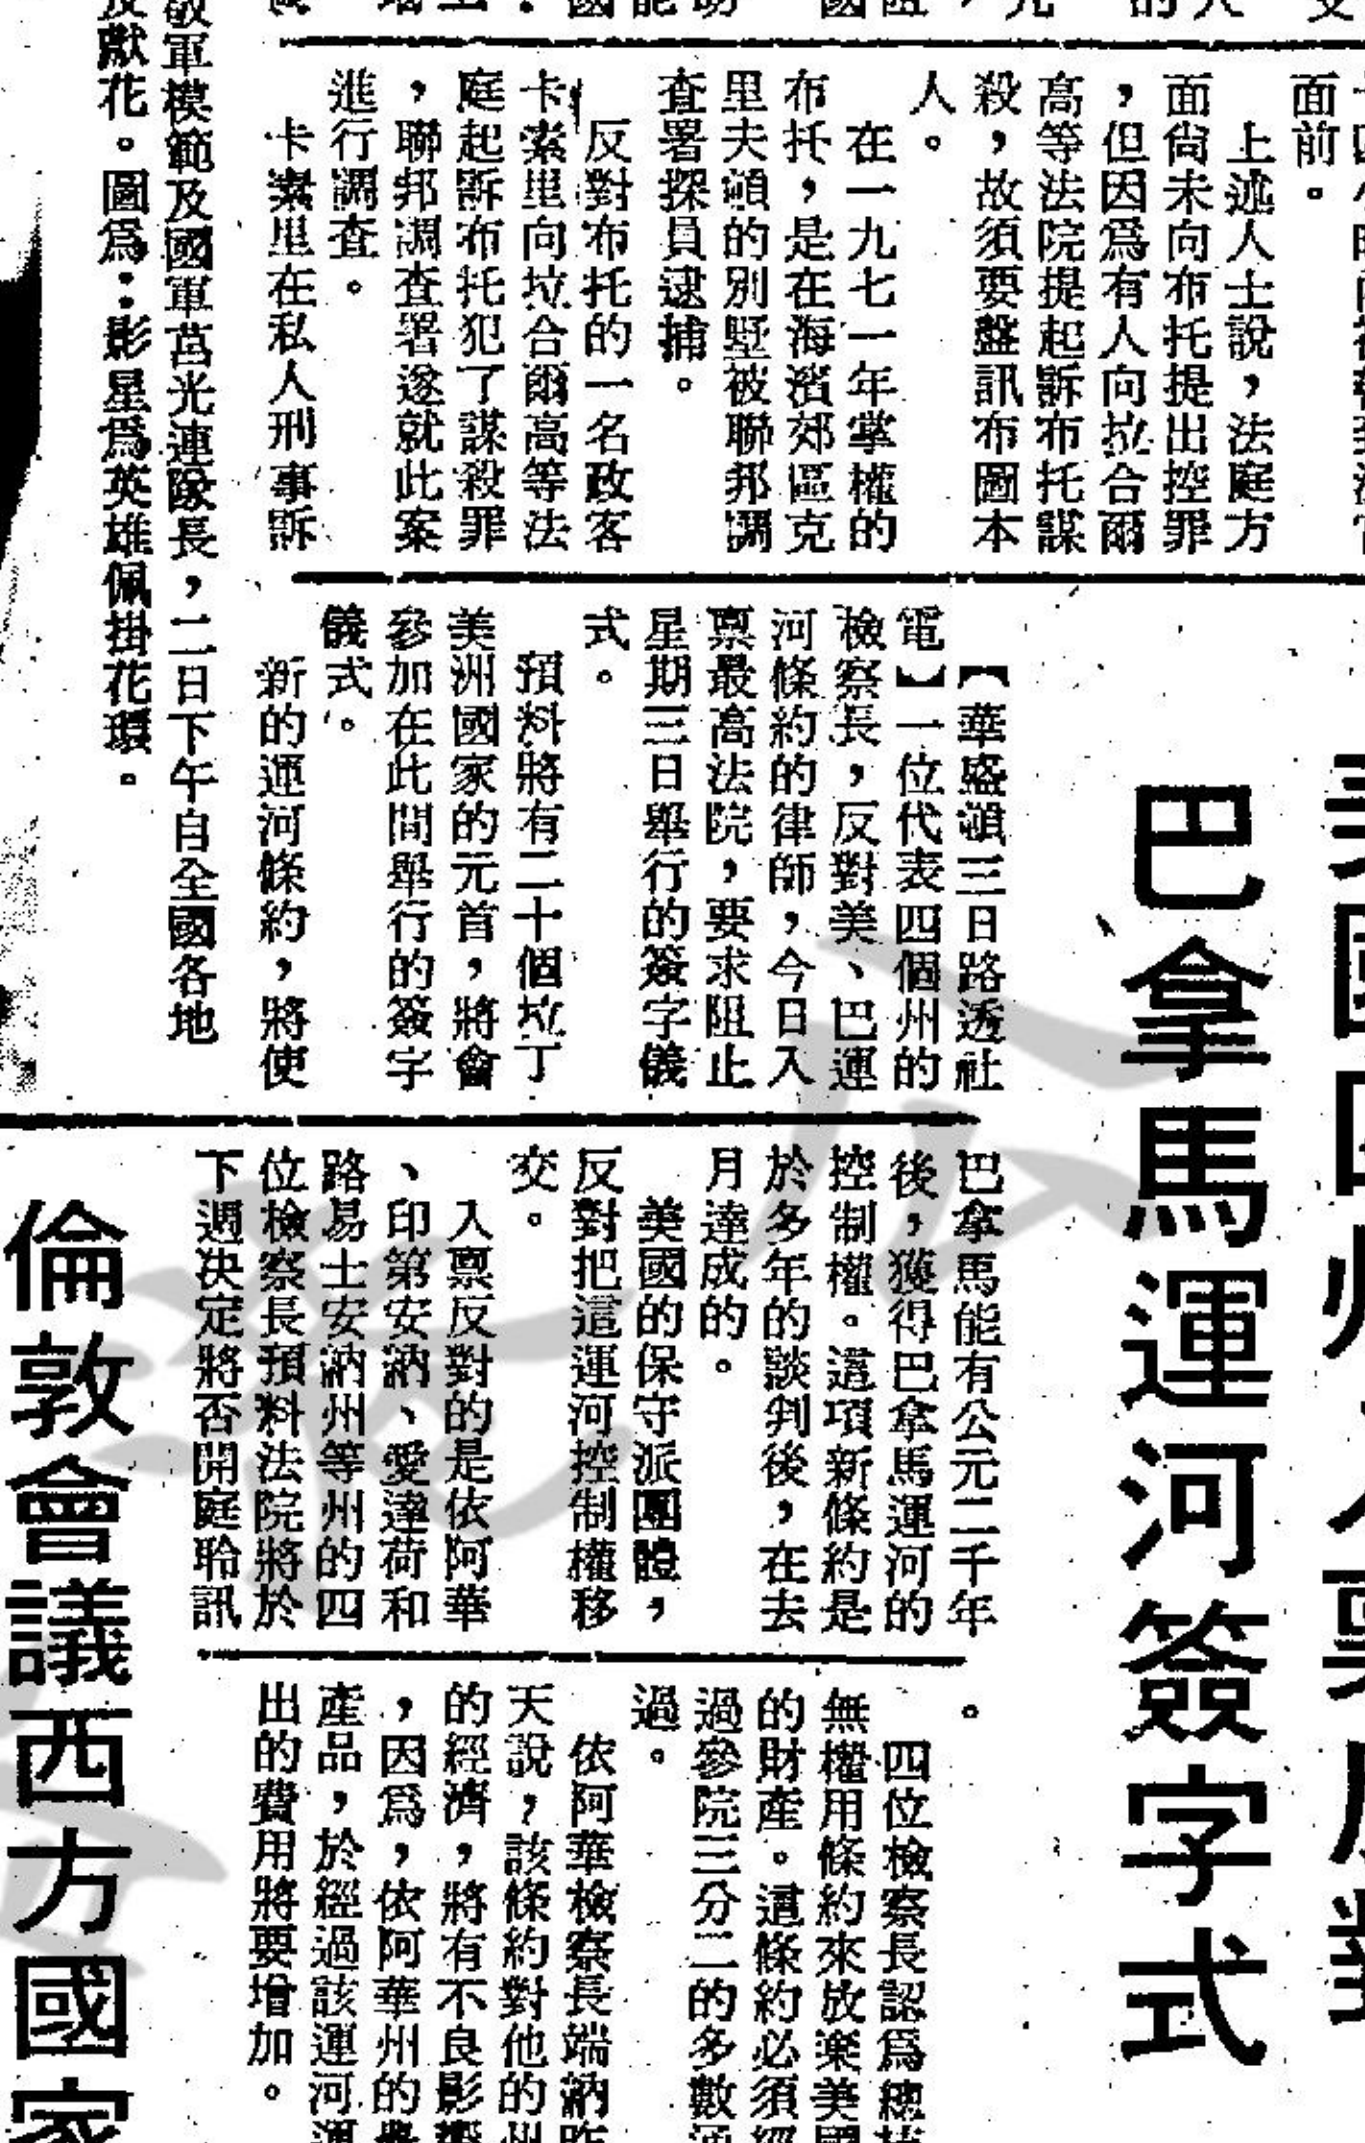 面前。
上述人士說，法庭方
面尙未向布托提出控罪
，但因爲有人向拉合爾
高等法院提起訴布托謀
殺，故須要盤訊布圖本
人。
在一九七一年掌權的
布托，是在海濱郊區克
里夫頓的別墅被聯邦調
查署探員逮捕。
反對布托的一名政客
卡索里向拉合爾高等法
庭起訴布托犯了謀殺罪
，聯邦調查署遂就此案
進行調查。
卡素里在私人刑事訴
敬軍模範及國軍莒光連隊長，二日下午自全國各地
獻花。圖爲：影星爲英雄佩掛花環。
巴拿馬運河簽字式
【華盛頓三日路透社
電】一位代表四個州的
檢察長，反對美、巴運
河條約的律師，今日入
禀最高法院，要求阻止
星期三日舉行的簽字儀
式。
預料將有二十個拉丁
美洲國家的元首，將會
參加在此間舉行的簽字
儀式。
新的運河條約，將使
巴拿馬能有公元二千年
後，獲得巴拿馬運河的
控制權。這項新條約是
於多年的談判後，在去
月達成的。
美國的保守派團體，
反對把這運河控制權移
交。
入禀反對的是依阿華
、印第安納、愛達荷和
路易士安納州等州的四
位檢察長預料法院將於
下週决定將否開庭聆訊
。
四位檢察長認爲總
無權用條約來放棄美國
的財產。這條約必須經
過參院三分二的多數通
過。
依阿華檢察長端納昨
天說，該條約對他的州
的經濟，將有不良影響
，因爲，依阿華州的
產品，於經過該運河運
出的費用將要增加。
倫敦會議西方國家